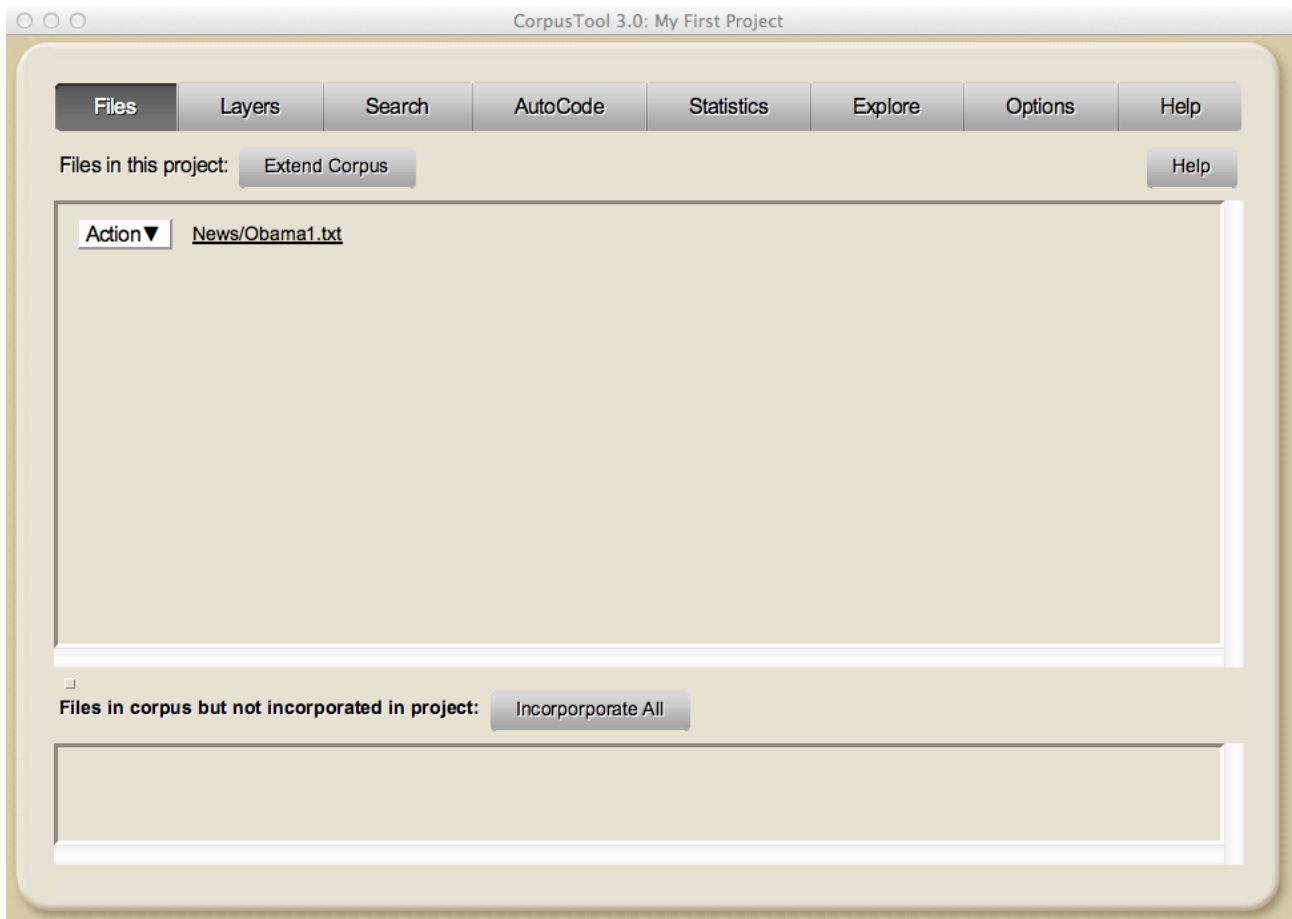 CorpusTool 3.0: My First Project
Files Layers Search AutoCode Statistics Explore Options Help
Files in this project: Extend Corpus Help
Action▼ News/Obama1.txt
Files in corpus but not incorporated in project: Incorporporate All